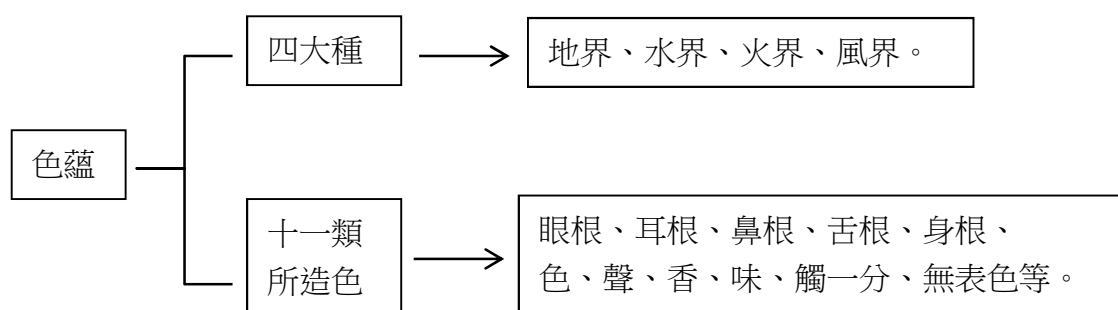 四大種
地界、水界、火界、風界。
色蘊
十一類
所造色
眼根、耳根、鼻根、舌根、身根、
色、聲、香、味、觸一分、無表色等。